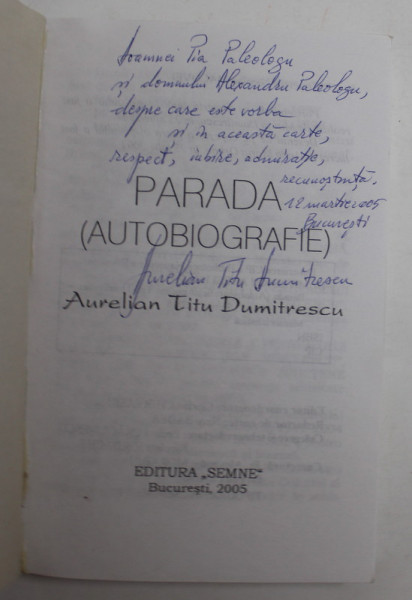 Doamnei Pia Paleologu
și domnului Alexandru Paleologu,
despre care este vorba
și în această carte,
respect, iubire, admirație,
recunoștință.
12 martie 2005
București
PARADA
(AUTOBIOGRAFIE)
Aurelian Titu Dumitrescu
Aurelian Titu Dumitrescu
EDITURA „SEMNE“
București, 2005